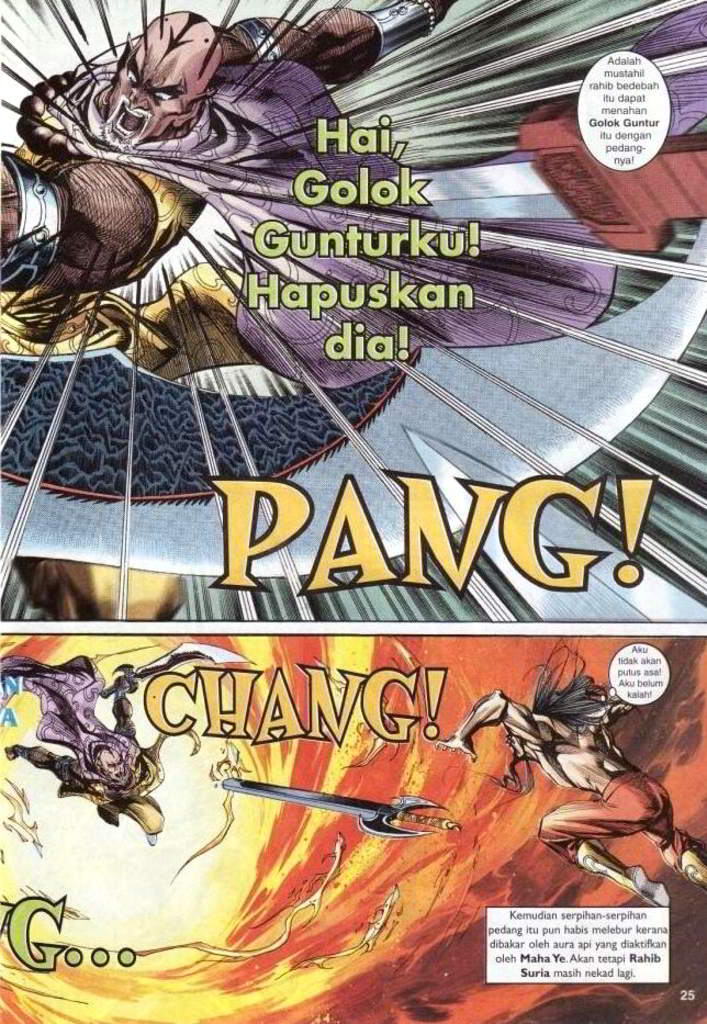 Adalah
mustahil
rahib bedebah
itu dapat
menahan
Golok Guntur
itu dengan
pedang-
nya!
Hai,
Golok
Gunturku!
Hapuskan
dia!
PANG!
CHANG!
Aku
tidak akan
putus asa!
Aku belum
kalah!
N
A
G...
Kemudian serpihan-serpihan
pedang itu pun habis melebur kerana
dibakar oleh aura api yang diaktifkan
oleh Maha Ye. Akan tetapi Rahib
Suria masih nekad lagi.
25